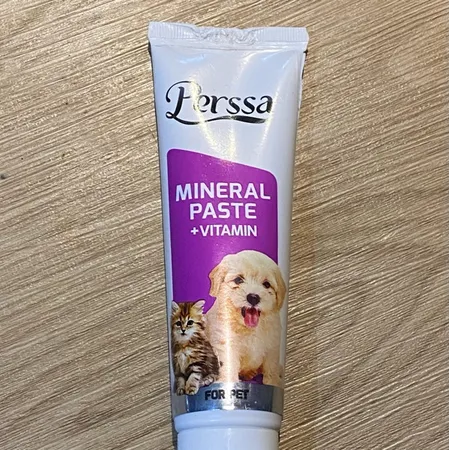 Perssa
MINERAL
PASTE
+VITAMIN
FOR PET